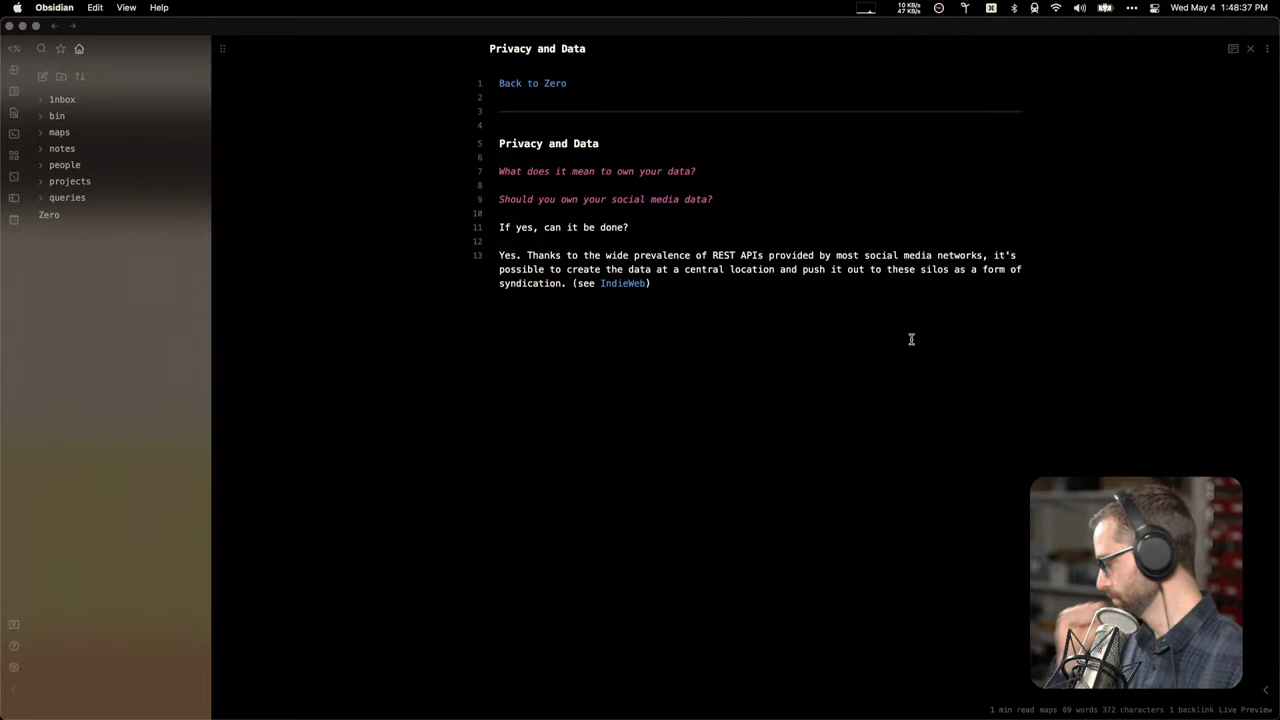 Obsidian Edit View Help
10 KB/s
47 KB/s
Wed May 4 1:48:37 PM
Privacy and Data
1nbox
bin
maps
notes
people
projects
queries
Zero
1 Back to Zero
2
3
4
5 Privacy and Data
6
7 What does it mean to own your data?
8
9 Should you own your social media data?
10
11 If yes, can it be done?
12
13 Yes. Thanks to the wide prevalence of REST APIs provided by most social media networks, it's
possible to create the data at a central location and push it out to these silos as a form of
syndication. (see IndieWeb)
1 min read maps 69 words 372 characters 1 backlink Live Preview